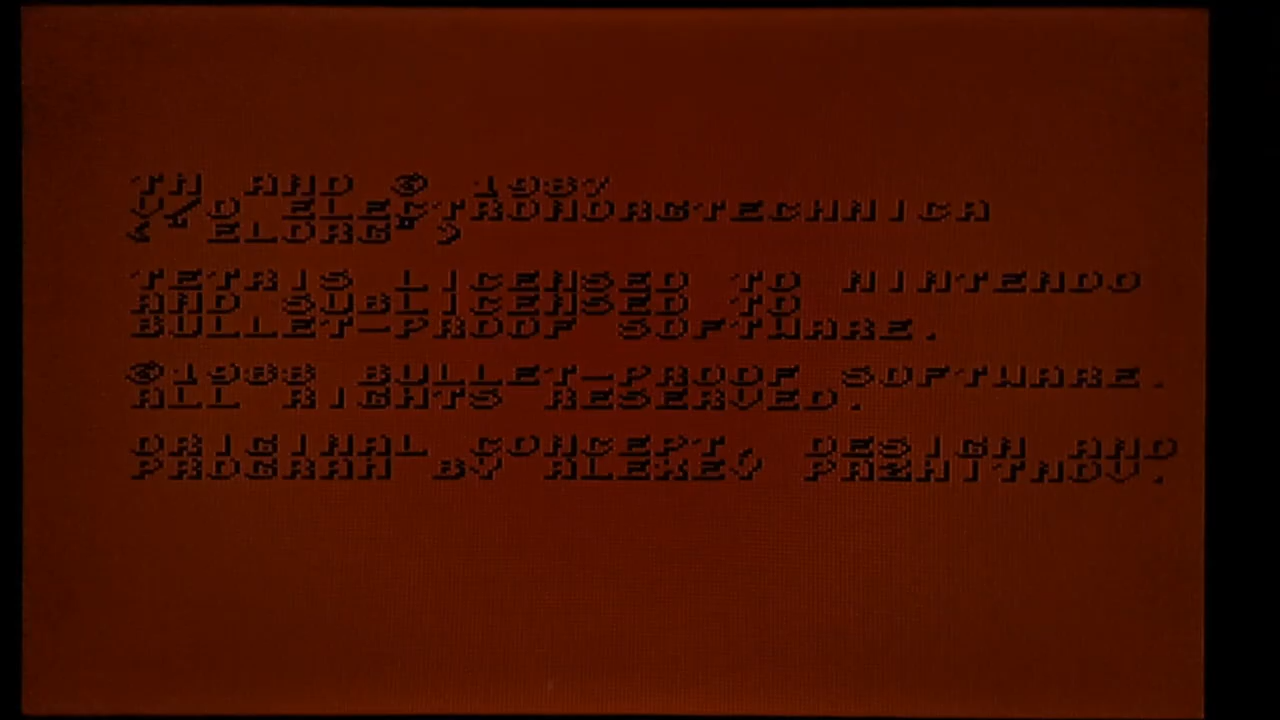 TM AND © 1987
V/O ELECTRONORGTECHNICA
("ELORG")
TETRIS LICENSED TO NINTENDO
AND SUBLICENSED TO
BULLET-PROOF SOFTWARE.
©1988 BULLET-PROOF SOFTWARE.
ALL RIGHTS RESERVED.
ORIGINAL CONCEPT, DESIGN AND
PROGRAM BY ALEXEY PAZHITNOV.